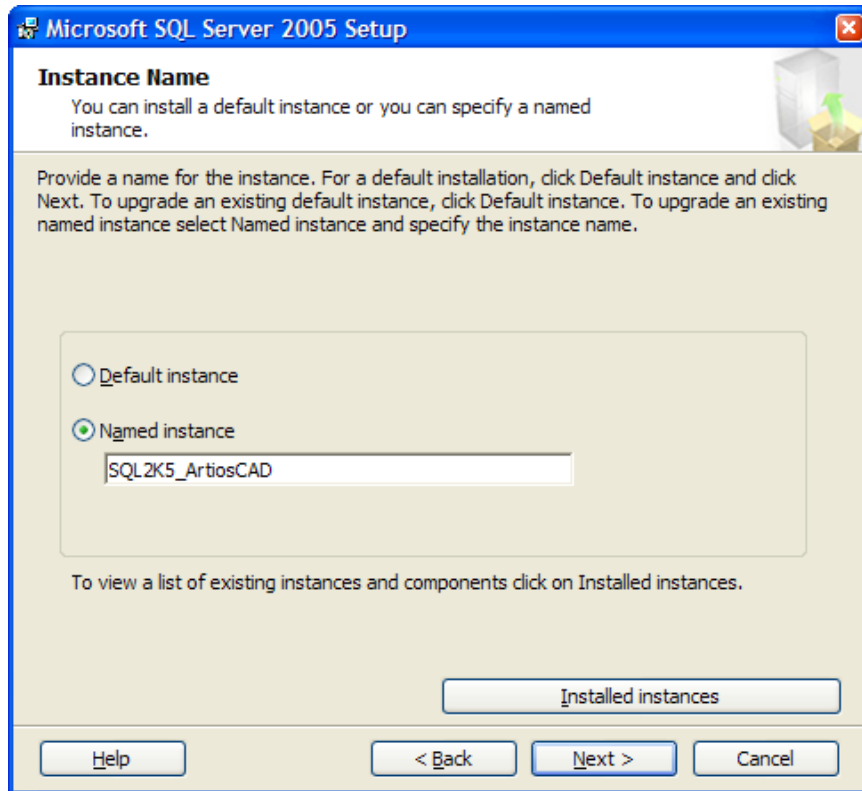 Microsoft SQL Server 2005 Setup
Instance Name
You can install a default instance or you can specify a named
instance.
Provide a name for the instance. For a default installation, click Default instance and click
Next. To upgrade an existing default instance, click Default instance. To upgrade an existing
named instance select Named instance and specify the instance name.
Default instance
Named instance
SQL2K5_ArtiosCAD
To view a list of existing instances and components click on Installed instances.
Installed instances
Help
< Back
Next >
Cancel